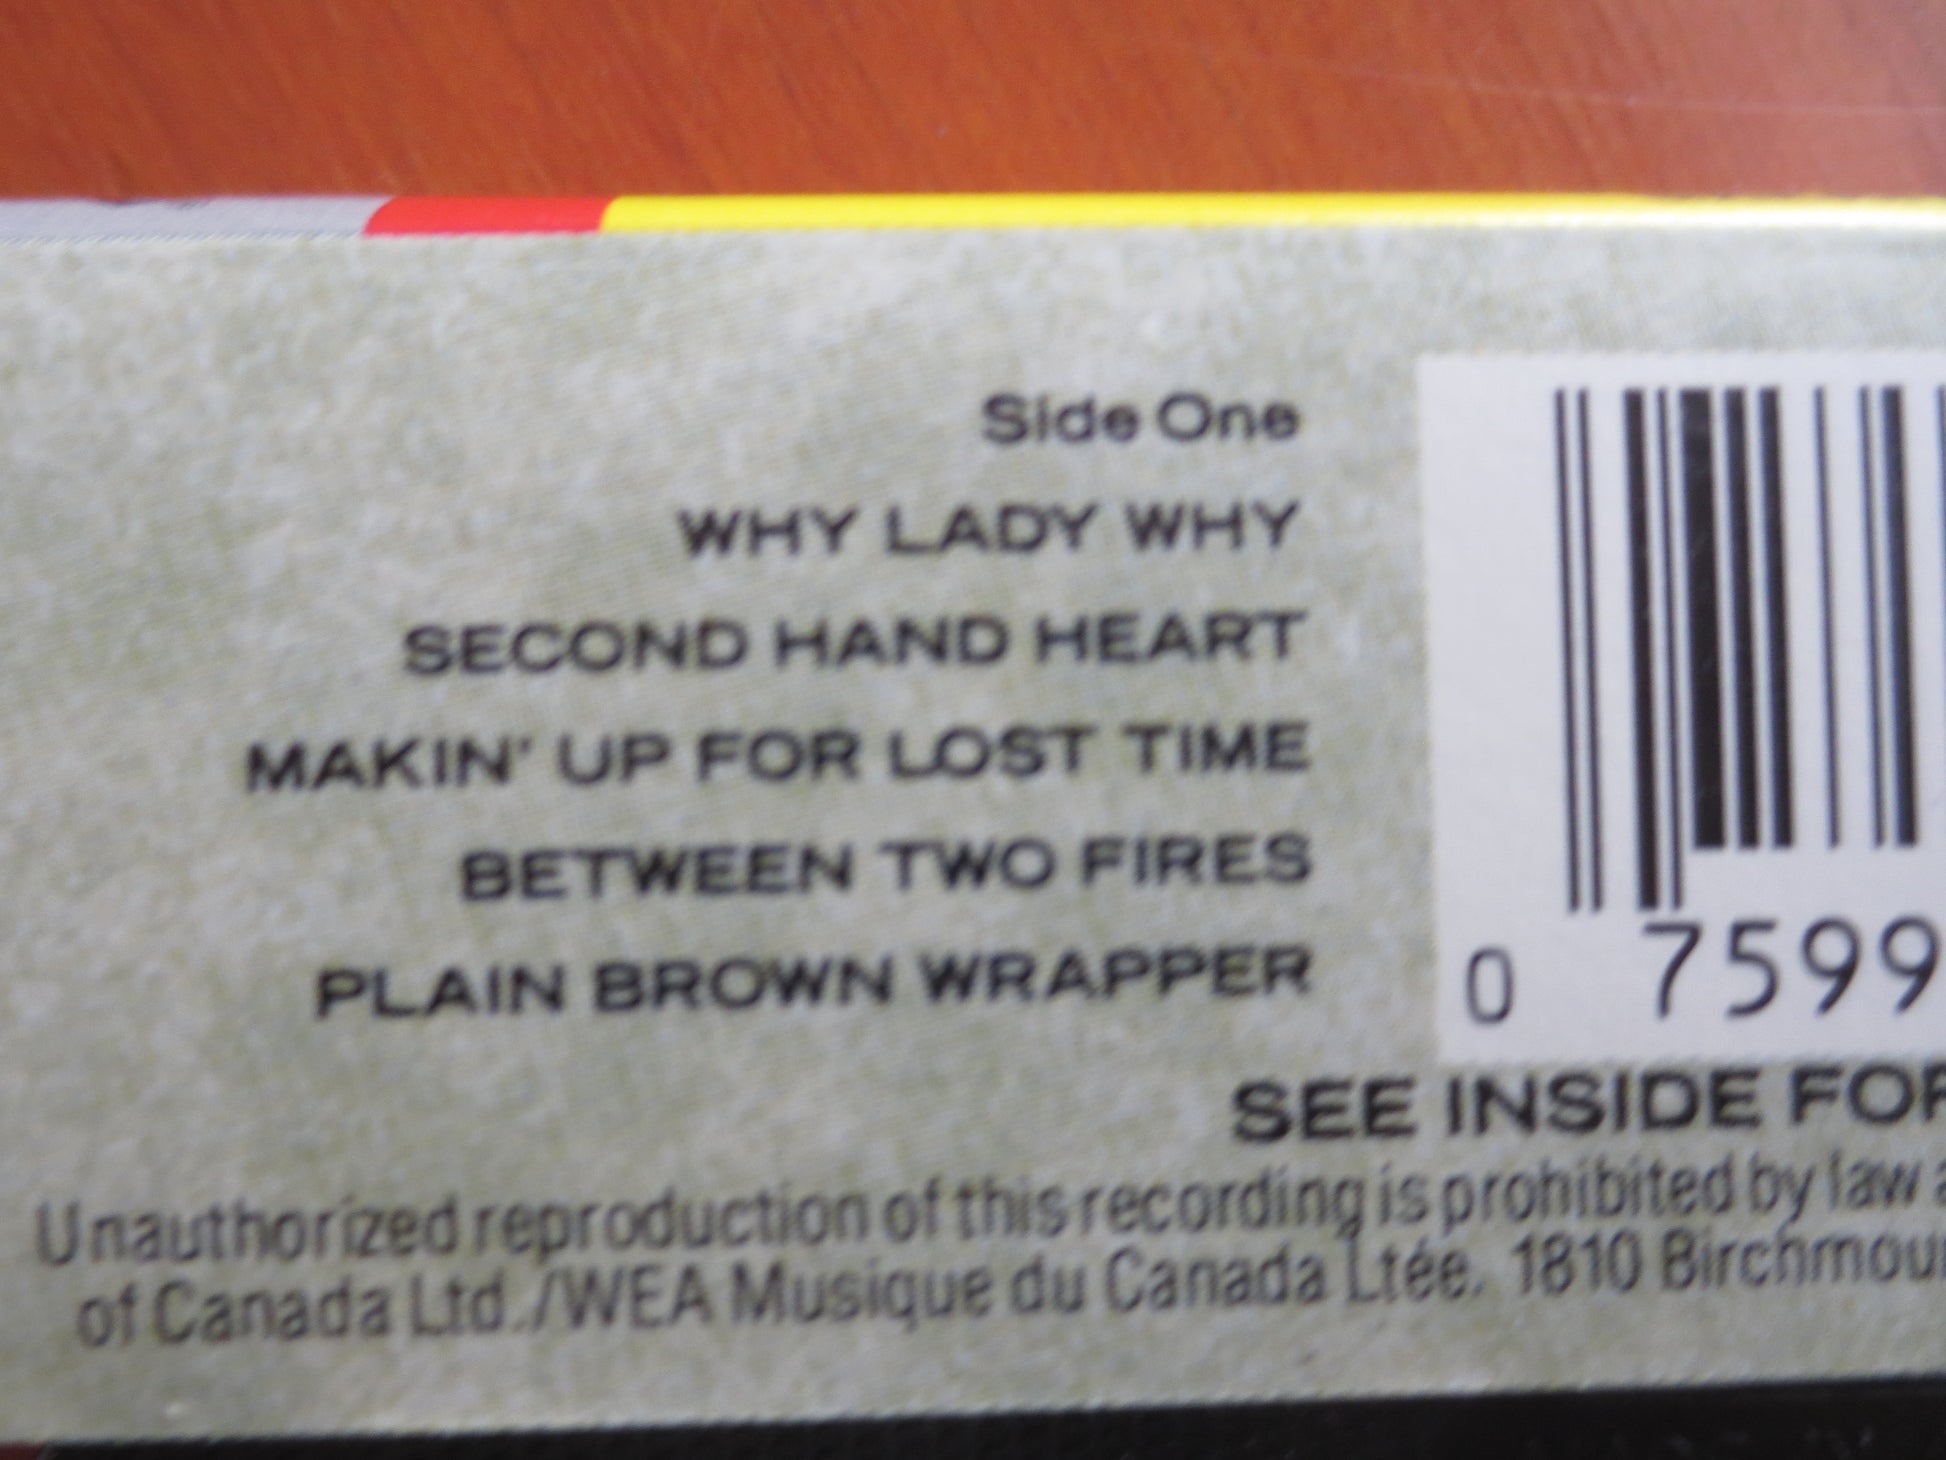 Side One
WHY LADY WHY
SECOND HAND HEART
MAKIN' UP FOR LOST TIME
BETWEEN TWO FIRES
PLAIN BROWN WRAPPER
0 7599
SEE INSIDE FOR
Unauthorized reproduction of this recording is prohibited by law
of Canada Ltd./WEA Musique du Canada Ltée. 1810 Birchmou